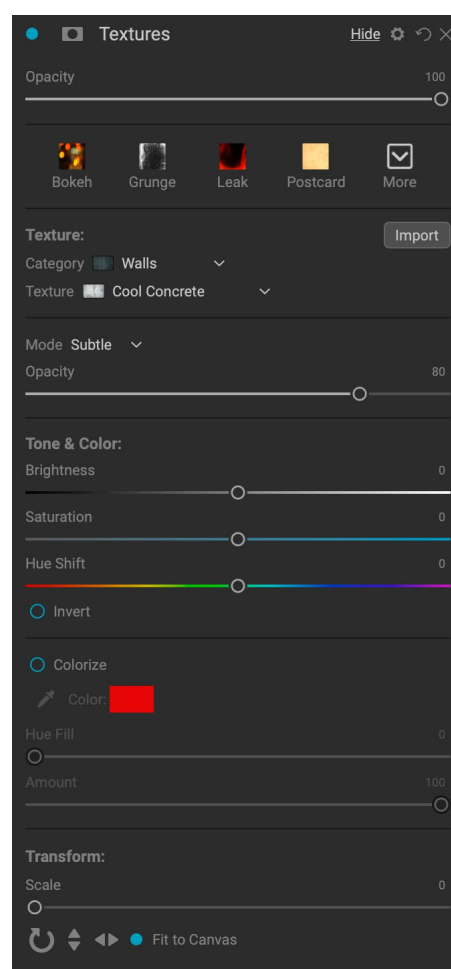 Textures Hide
Opacity 100
Bokeh Grunge Leak Postcard More
Texture: Import
Category Walls
Texture Cool Concrete
Mode Subtle
Opacity 80
Tone & Color:
Brightness 0
Saturation 0
Hue Shift 0
Invert
Colorize
Color:
Hue Fill 0
Amount 100
Transform:
Scale 0
Fit to Canvas